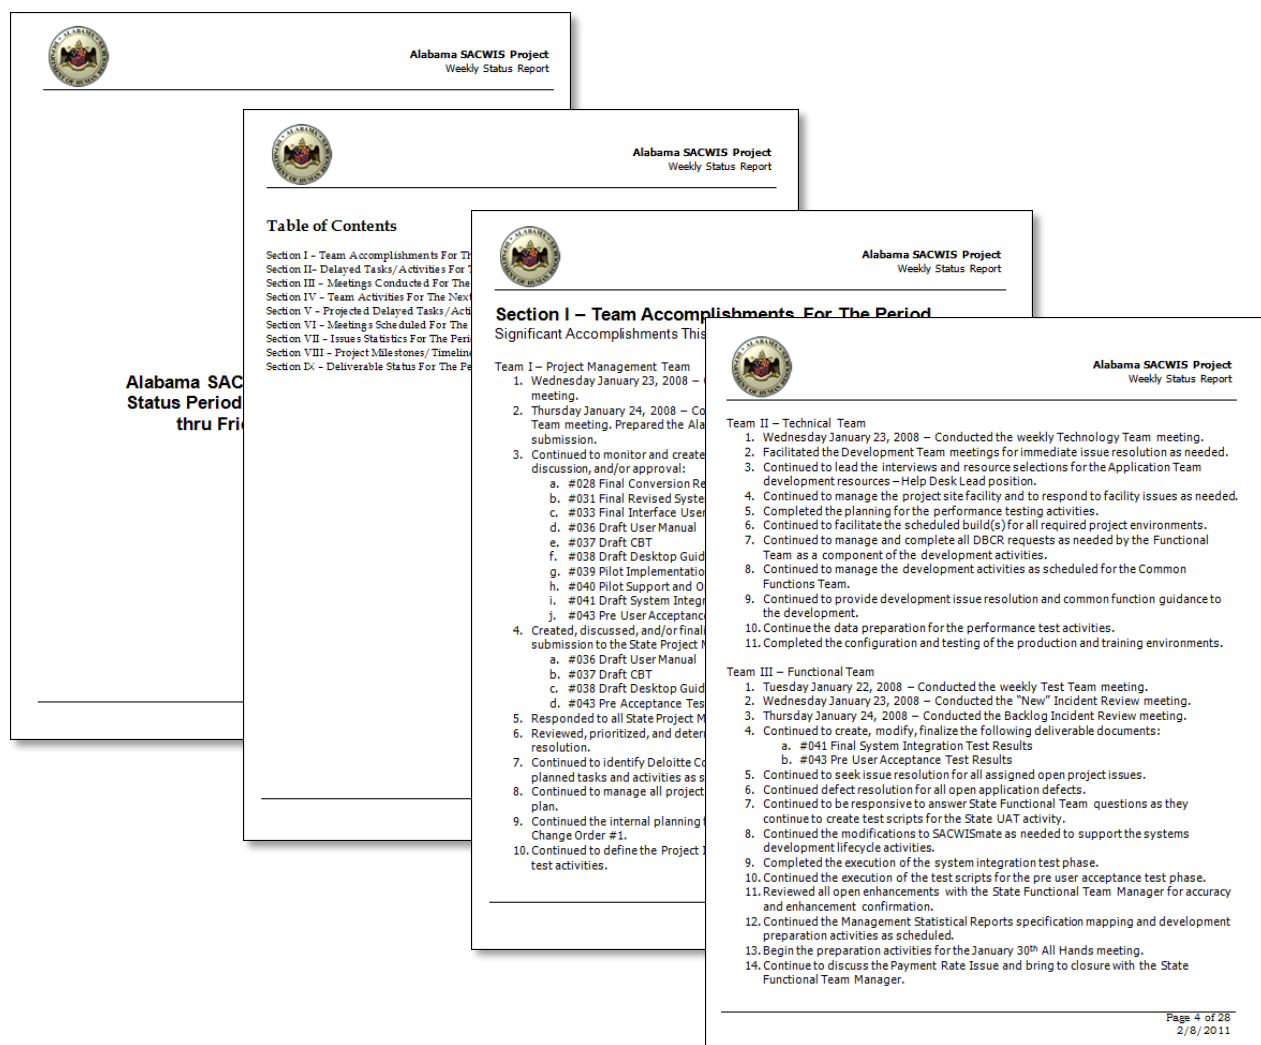 Alabama SACWIS Project
Weekly Status Report
Alabama SAC
Status Period
thru Fri
Alabama SACWIS Project
Weekly Status Report
Table of Contents
Section I – Team Accomplishments For Th
Section II– Delayed Tasks/Activities For
Section III – Meetings Conducted For The
Section IV – Team Activities For The Next
Section V – Projected Delayed Tasks/Acti
Section VI – Meetings Scheduled For The
Section VII – Issues Statistics For The Peri
Section VIII – Project Milestones/Timeline
Section IX – Deliverable Status For The Pe
Alabama SACWIS Project
Weekly Status Report
Section I – Team Accomplishments For The Period
Significant Accomplishments This
Team I – Project Management Team
1. Wednesday January 23, 2008 –
meeting.
2. Thursday January 24, 2008 – Co
Team meeting. Prepared the Ala
submission.
3. Continued to monitor and create
discussion, and/or approval:
a. #028 Final Conversion Re
b. #031 Final Revised Syste
c. #033 Final Interface User
d. #036 Draft User Manual
e. #037 Draft CBT
f. #038 Draft Desktop Guid
g. #039 Pilot Implementatio
h. #040 Pilot Support and O
i. #041 Draft System Integr
j. #043 Pre User Acceptance
4. Created, discussed, and/or finali
submission to the State Project M
a. #036 Draft User Manual
b. #037 Draft CBT
c. #038 Draft Desktop Guid
d. #043 Pre Acceptance Tes
5. Responded to all State Project M
6. Reviewed, prioritized, and deter
resolution.
7. Continued to identify Deloitte Co
planned tasks and activities as s
8. Continued to manage all project
plan.
9. Continued the internal planning
Change Order #1.
10. Continued to define the Project I
test activities.
Alabama SACWIS Project
Weekly Status Report
Team II – Technical Team
1. Wednesday January 23, 2008 – Conducted the weekly Technology Team meeting.
2. Facilitated the Development Team meetings for immediate issue resolution as needed.
3. Continued to lead the interviews and resource selections for the Application Team
development resources – Help Desk Lead position.
4. Continued to manage the project site facility and to respond to facility issues as needed.
5. Completed the planning for the performance testing activities.
6. Continued to facilitate the scheduled build(s) for all required project environments.
7. Continued to manage and complete all DBCR requests as needed by the Functional
Team as a component of the development activities.
8. Continued to manage the development activities as scheduled for the Common
Functions Team.
9. Continued to provide development issue resolution and common function guidance to
the development.
10. Continue the data preparation for the performance test activities.
11. Completed the configuration and testing of the production and training environments.
Team III – Functional Team
1. Tuesday January 22, 2008 – Conducted the weekly Test Team meeting.
2. Wednesday January 23, 2008 – Conducted the “New” Incident Review meeting.
3. Thursday January 24, 2008 – Conducted the Backlog Incident Review meeting.
4. Continued to create, modify, finalize the following deliverable documents:
a. #041 Final System Integration Test Results
b. #043 Pre User Acceptance Test Results
5. Continued to seek issue resolution for all assigned open project issues.
6. Continued defect resolution for all open application defects.
7. Continued to be responsive to answer State Functional Team questions as they
continue to create test scripts for the State UAT activity.
8. Continued the modifications to SACWISmate as needed to support the systems
development lifecycle activities.
9. Completed the execution of the system integration test phase.
10. Continued the execution of the test scripts for the pre user acceptance test phase.
11. Reviewed all open enhancements with the State Functional Team Manager for accuracy
and enhancement confirmation.
12. Continued the Management Statistical Reports specification mapping and development
preparation activities as scheduled.
13. Begin the preparation activities for the January 30th All Hands meeting.
14. Continue to discuss the Payment Rate Issue and bring to closure with the State
Functional Team Manager.
Page 4 of 28
2/8/2011